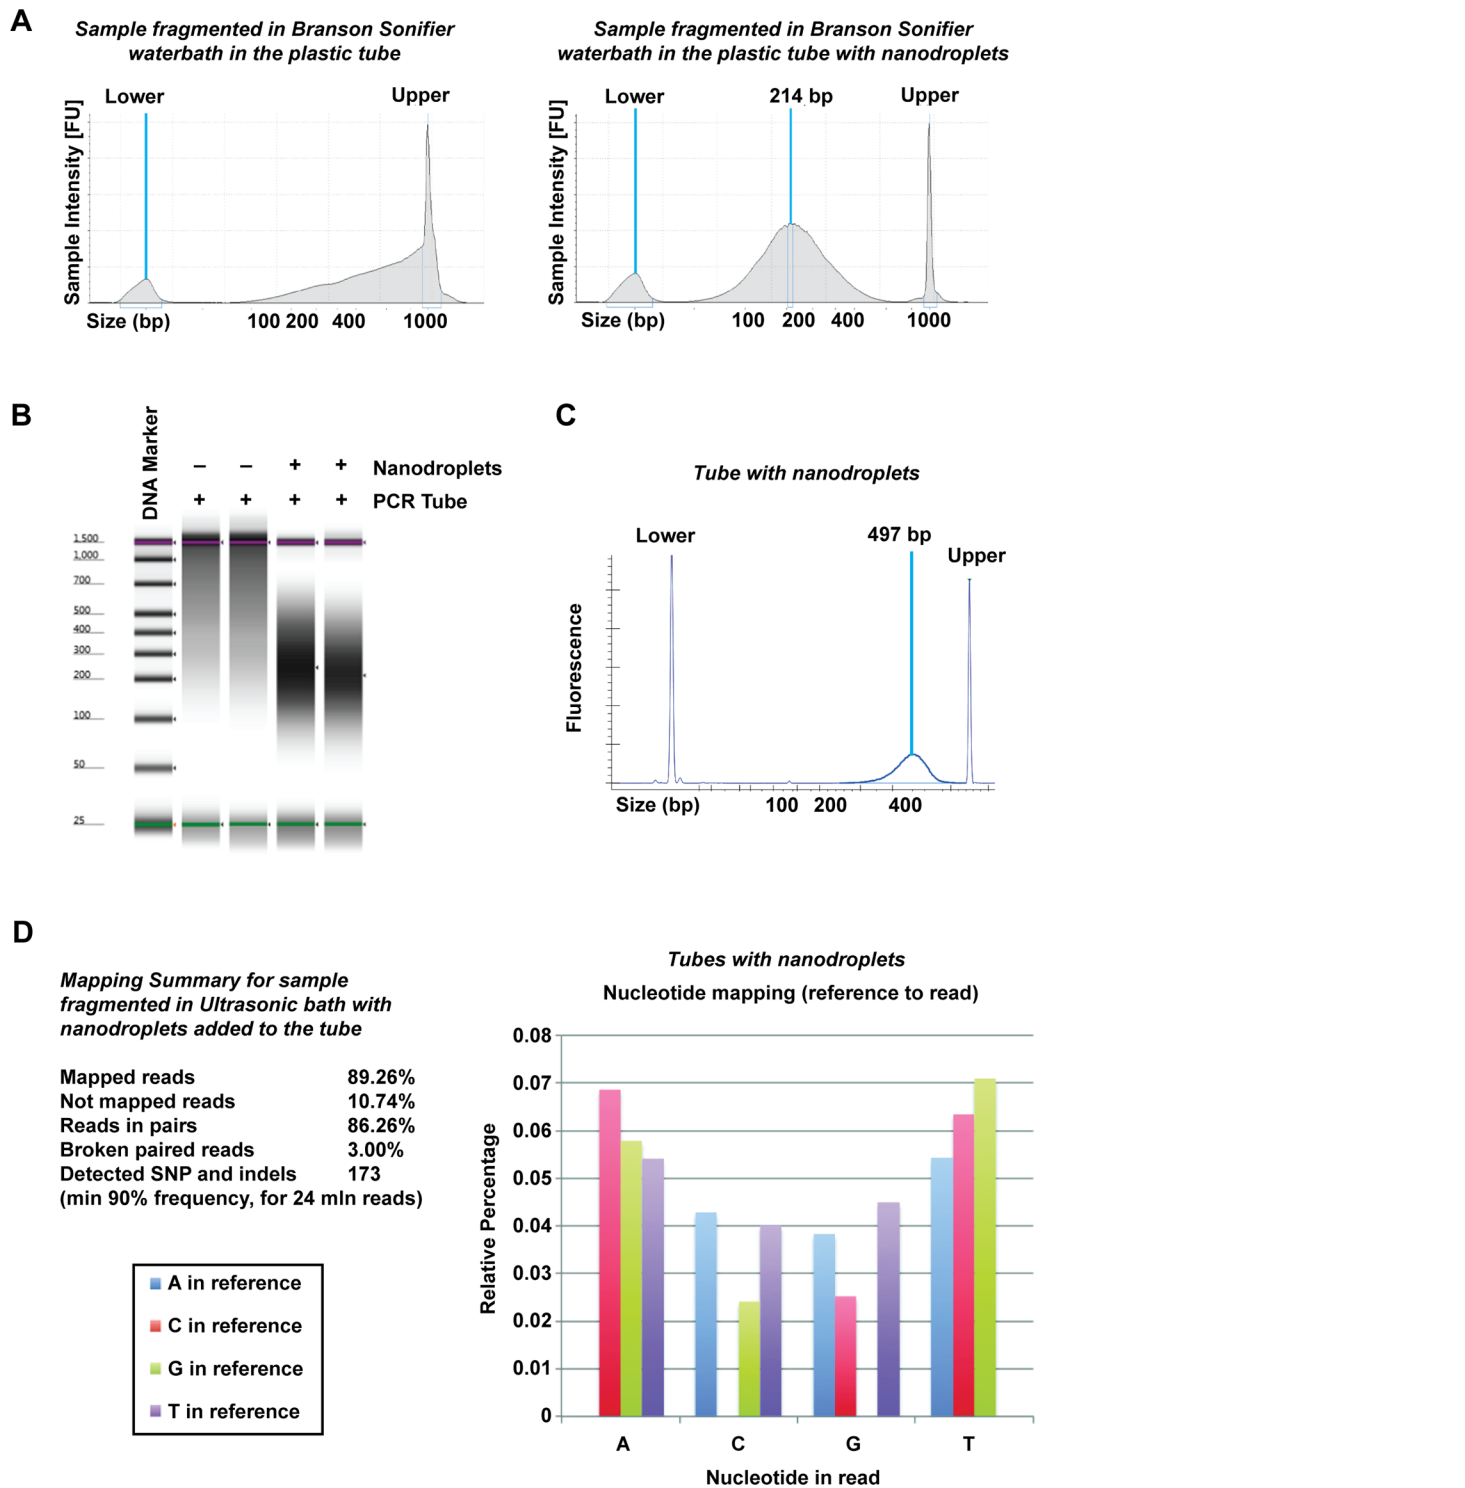 A
Sample fragmented in Branson Sonifier
waterbath in the plastic tube
Lower
Upper
Sample Intensity [FU]
Size (bp)
100 200 400 1000
Sample fragmented in Branson Sonifier
waterbath in the plastic tube with nanodroplets
Lower
214 bp
Upper
Sample Intensity [FU]
Size (bp)
100 200 400 1000
B
DNA Marker
– – + + Nanodroplets
+ + + + PCR Tube
1,500
1,000
700
500
400
300
200
100
50
25
C
Tube with nanodroplets
Lower
497 bp
Upper
Fluorescence
Size (bp) 100 200 400
D
Mapping Summary for sample
fragmented in Ultrasonic bath with
nanodroplets added to the tube
Mapped reads 89.26%
Not mapped reads 10.74%
Reads in pairs 86.26%
Broken paired reads 3.00%
Detected SNP and indels 173
(min 90% frequency, for 24 mln reads)
A in reference
C in reference
G in reference
T in reference
Tubes with nanodroplets
Nucleotide mapping (reference to read)
Relative Percentage
0.08
0.07
0.06
0.05
0.04
0.03
0.02
0.01
0
A C G T
Nucleotide in read